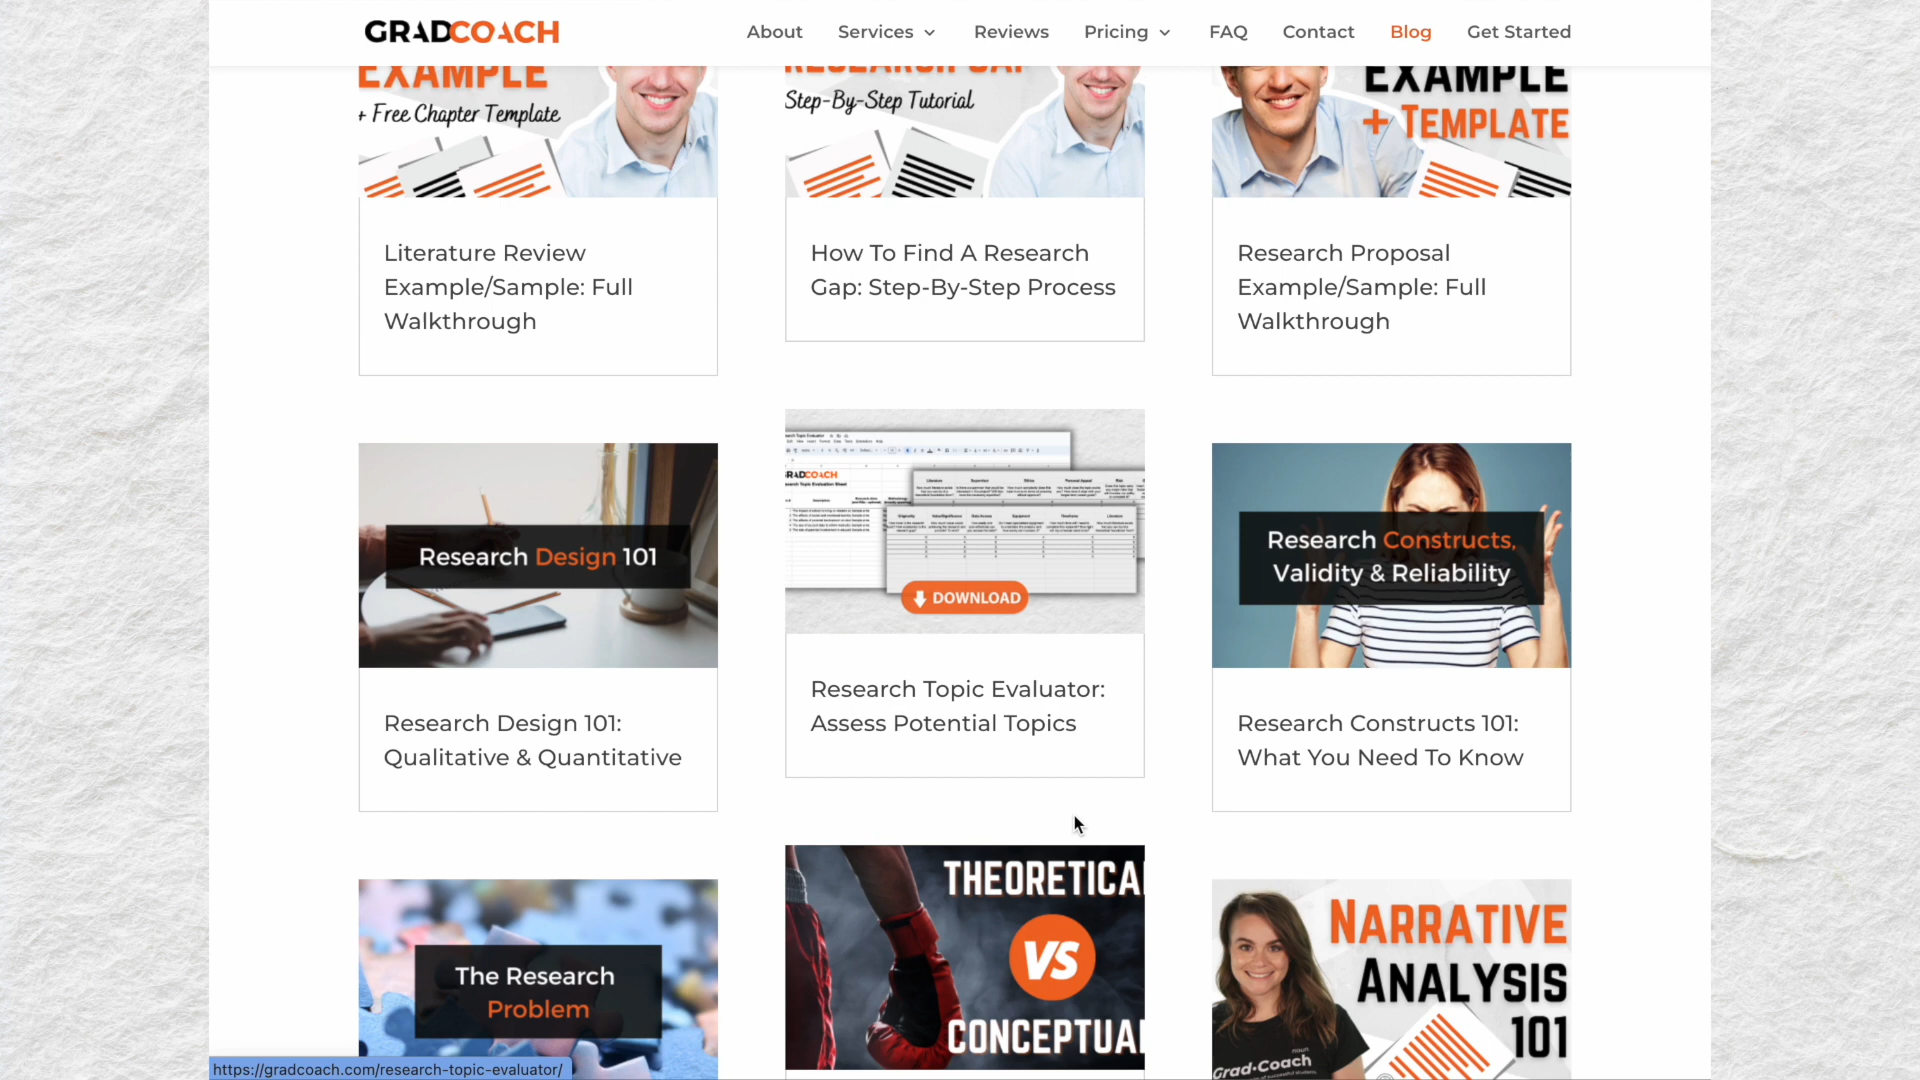 GRADCOACH
About
Services
Reviews
Pricing
FAQ
Contact
Blog
Get Started
EXAMPLE
+ Free Chapter Template
RESEARCH GAP
Step-By-Step Tutorial
EXAMPLE
+ TEMPLATE
Literature Review
Example/Sample: Full
Walkthrough
How To Find A Research
Gap: Step-By-Step Process
Research Proposal
Example/Sample: Full
Walkthrough
Research Design 101
GRADCOACH
DOWNLOAD
Research Constructs,
Validity & Reliability
Research Design 101:
Qualitative & Quantitative
Research Topic Evaluator:
Assess Potential Topics
Research Constructs 101:
What You Need To Know
The Research
Problem
THEORETICA
VS
CONCEPTUA
NARRATIVE
ANALYSIS
101
noun
Grad•Coach
https://gradcoach.com/research-topic-evaluator/